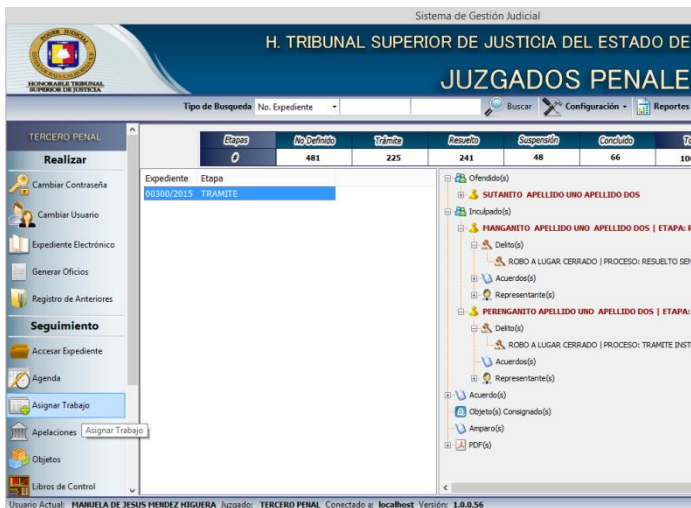 Sistema de Gestión Judicial
HONORABLE TRIBUNAL
SUPERIOR DE JUSTICIA
H. TRIBUNAL SUPERIOR DE JUSTICIA DEL ESTADO DE
JUZGADOS PENALE
Tipo de Busqueda No. Expediente Buscar Configuración Reportes
TERCERO PENAL
Etapas No Definido Trámite Resuelto Suspensión Concluido To
0 481 225 241 48 66 10
Realizar
Cambiar Contraseña
Cambiar Usuario
Expediente Electrónico
Generar Oficios
Registro de Anteriores
Seguimiento
Accesar Expediente
Agenda
Asignar Trabajo
Apelaciones
Asignar Trabajo
Objetos
Libros de Control
Expediente Etapa
00300/2015 TRAMITE
Ofendido(s)
SUTANITO APELLIDO UNO APELLIDO DOS
Inculpado(s)
MANGANITO APELLIDO UNO APELLIDO DOS | ETAPA: R
Delito(s)
ROBO A LUGAR CERRADO | PROCESO: RESUELTO SEN
Acuerdos(s)
Representante(s)
PERENGANITO APELLIDO UNO APELLIDO DOS | ETAPA:
Delito(s)
ROBO A LUGAR CERRADO | PROCESO: TRAMITE INST
Acuerdos(s)
Representante(s)
Acuerdo(s)
Objeto(s) Consignado(s)
Amparo(s)
PDF(s)
Usuario Actual: MANUELA DE JESUS MENDEZ HIGUERA Juzgado: TERCERO PENAL Conectado a: localhost Versión: 1.0.0.56